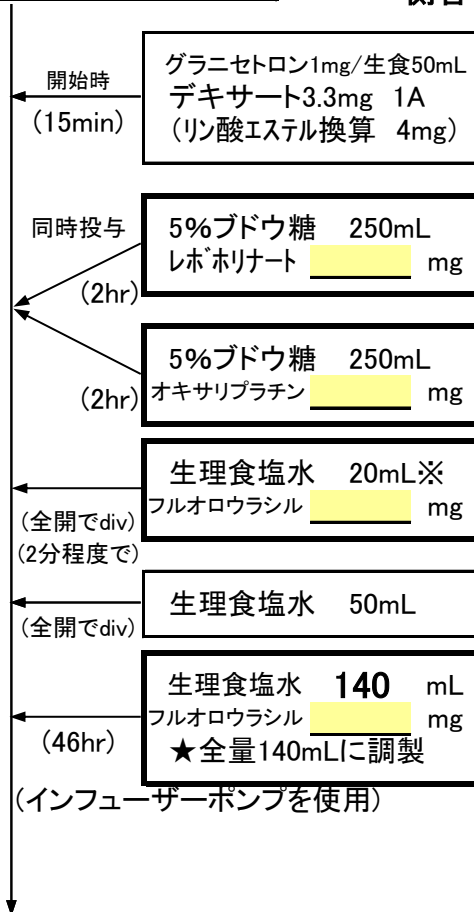 開始時
(15min)
グラニセトロン1mg/生食50mL
デキサート3.3mg 1A
(リン酸エステル換算 4mg)
同時投与
(2hr)
5%ブドウ糖 250mL
レボホリナート mg
(2hr)
5%ブドウ糖 250mL
オキサリプラチン mg
(全開でdiv)
(2分程度で)
生理食塩水 20mL※
フルオロウラシル mg
(全開でdiv)
生理食塩水 50mL
(46hr)
生理食塩水 140 mL
フルオロウラシル mg
★全量140mLに調製
(インフューザーポンプを使用)